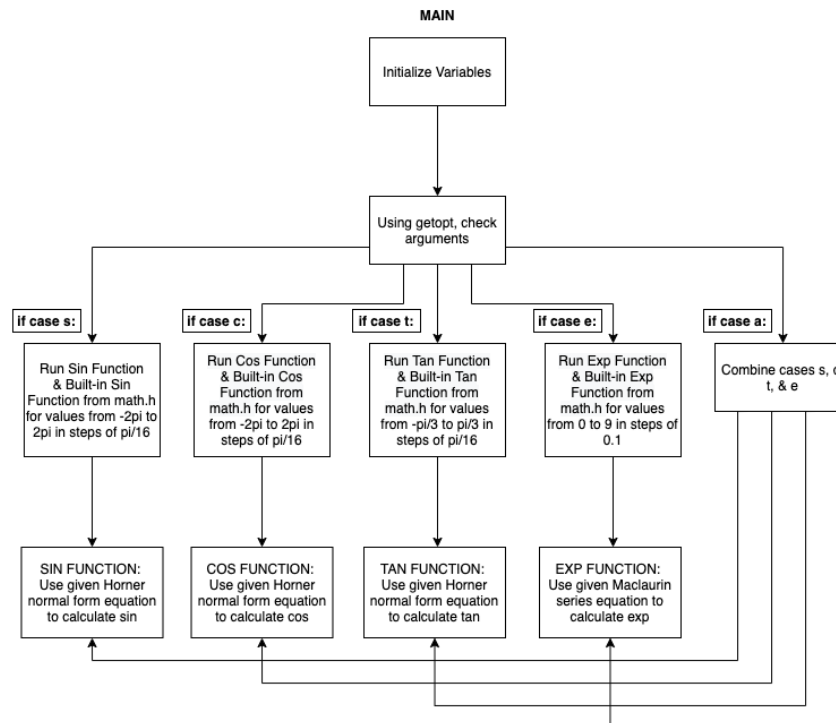 MAIN
Initialize Variables
Using getopt, check
arguments
if case s:
if case c:
if case t:
if case e:
if case a:
Run Sin Function
& Built-in Sin
Function from math.h
for values from -2pi to
2pi in steps of pi/16
Run Cos Function
& Built-in Cos
Function from
math.h for values
from -2pi to 2pi in
steps of pi/16
Run Tan Function
& Built-in Tan
Function from
math.h for values
from -pi/3 to pi/3 in
steps of pi/16
Run Exp Function
& Built-in Exp
Function from
math.h for values
from 0 to 9 in steps of
0.1
Combine cases s,
t, & e
SIN FUNCTION:
Use given Horner
normal form equation
to calculate sin
COS FUNCTION:
Use given Horner
normal form equation
to calculate cos
TAN FUNCTION:
Use given Horner
normal form equation
to calculate tan
EXP FUNCTION:
Use given Maclaurin
series equation to
calculate exp